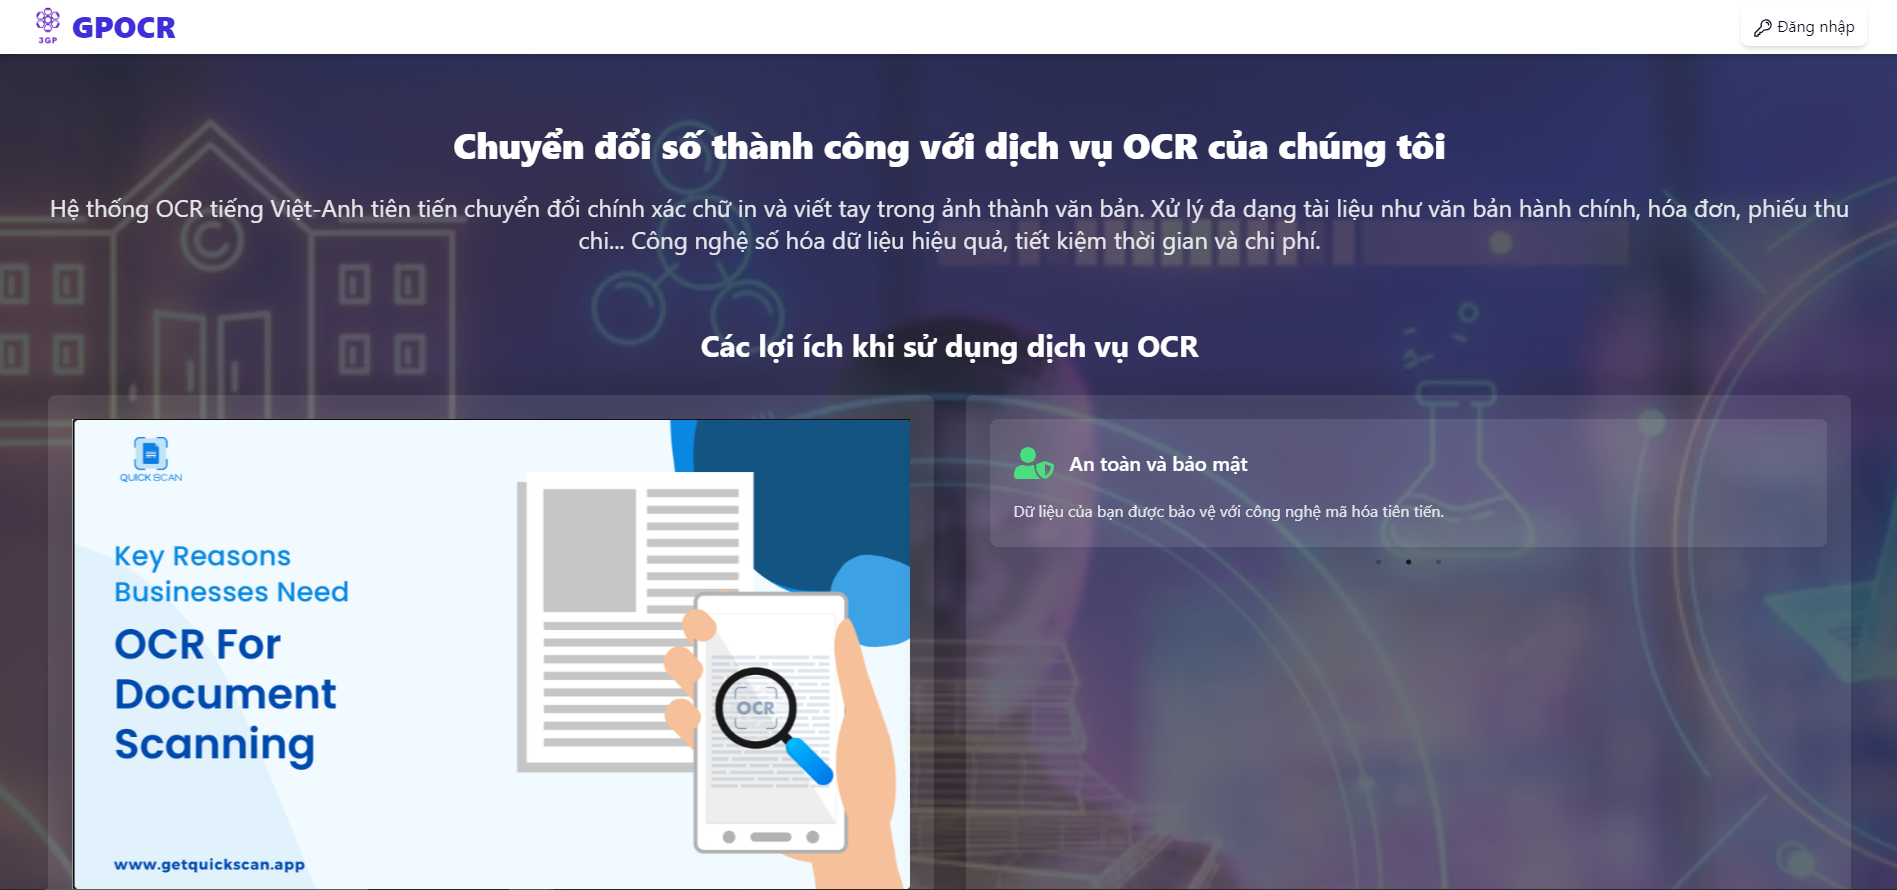 3GP
GPOCR
Đăng nhập
Chuyển đổi số thành công với dịch vụ OCR của chúng tôi
Hệ thống OCR tiếng Việt-Anh tiên tiến chuyển đổi chính xác chữ in và viết tay trong ảnh thành văn bản. Xử lý đa dạng tài liệu như văn bản hành chính, hóa đơn, phiếu thu
chi... Công nghệ số hóa dữ liệu hiệu quả, tiết kiệm thời gian và chi phí.
Các lợi ích khi sử dụng dịch vụ OCR
QUICK SCAN
Key Reasons
Businesses Need
OCR For
Document
Scanning
OCR
www.getquickscan.app
An toàn và bảo mật
Dữ liệu của bạn được bảo vệ với công nghệ mã hóa tiên tiến.